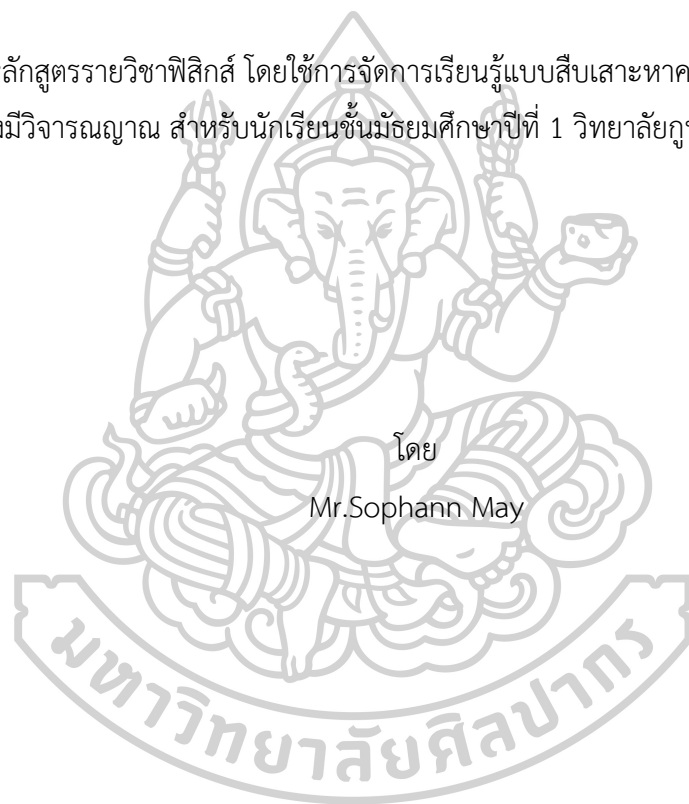 ลักสูตรรายวิชาฟิสิกส์ โดยใช้การจัดการเรียนรู้แบบสืบเสาะหาค
มีวิจารณญาณ สำหรับนักเรียนชั้นมัธยมศึกษาปีที่ 1 วิทยาลัยกู
โดย
Mr.Sophann May
มหาวิทยาลัยศิลปากร